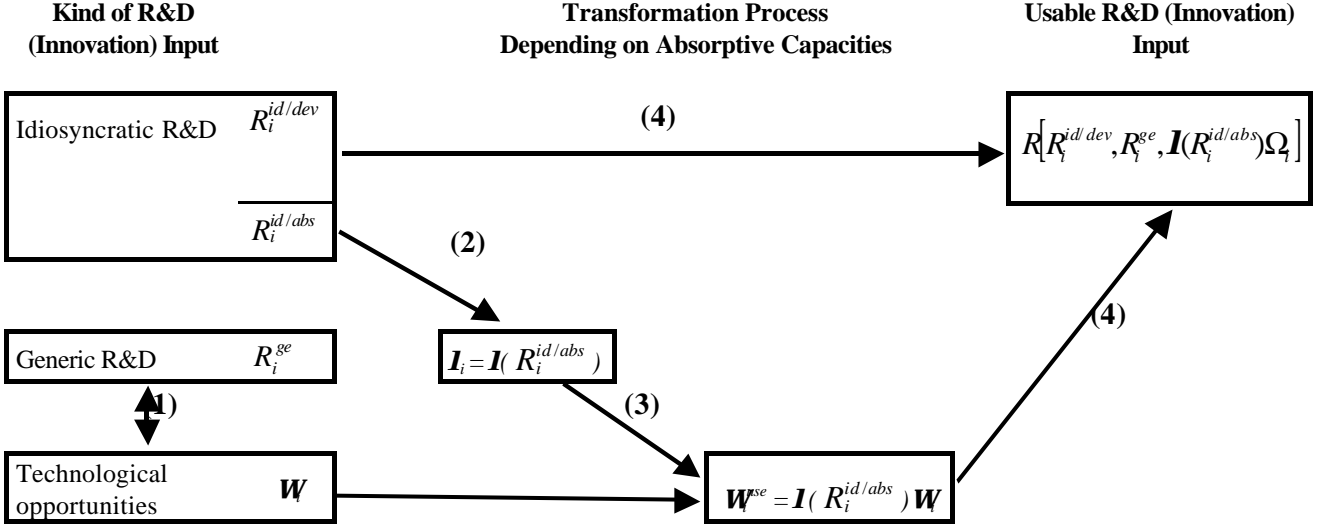 Kind of R&D
(Innovation) Input
Transformation Process
Depending on Absorptive Capacities
Usable R&D (Innovation)
Input
Idiosyncratic R&D R_i^{id/dev}
R_i^{id/abs}
(4)
R[R_i^{id/dev}, R_i^{ge}, l(R_i^{id/abs})Ω_i]
(2)
Generic R&D R_i^{ge}
l_i = l( R_i^{id/abs} )
(4)
1)
(3)
Technological
opportunities W_i
W_i^{use} = l( R_i^{id/abs} ) W_i